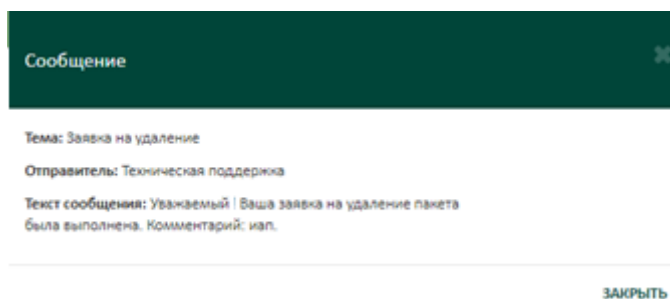 Сообщение
Тема: Заявка на удаление
Отправитель: Техническая поддержка
Текст сообщения: Уважаемый | Ваша заявка на удаление пакета
была выполнена. Комментарий: иап.
ЗАКРЫТЬ